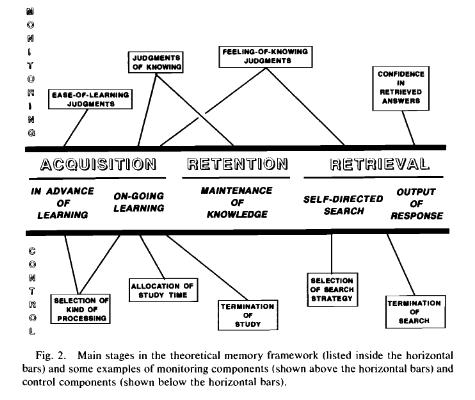 MONITORING
JUDGMENTS
OF KNOWING
FEELING-OF-KNOWING
JUDGMENTS
CONFIDENCE
IN
RETRIEVED
ANSWERS
EASE-OF-LEARNING
JUDGMENTS
ACQUISITION
RETENTION
RETRIEVAL
IN ADVANCE
OF
LEARNING
ON-GOING
LEARNING
MAINTENANCE
OF
KNOWLEDGE
SELF-DIRECTED
SEARCH
OUTPUT
OF
RESPONSE
CONTROL
SELECTION OF
KIND OF
PROCESSING
ALLOCATION OF
STUDY TIME
TERMINATION
OF STUDY
SELECTION
OF SEARCH
STRATEGY
TERMINATION
OF SEARCH
Fig. 2. Main stages in the theoretical memory framework (listed inside the horizontal
bars) and some examples of monitoring components (shown above the horizontal bars) and
control components (shown below the horizontal bars).